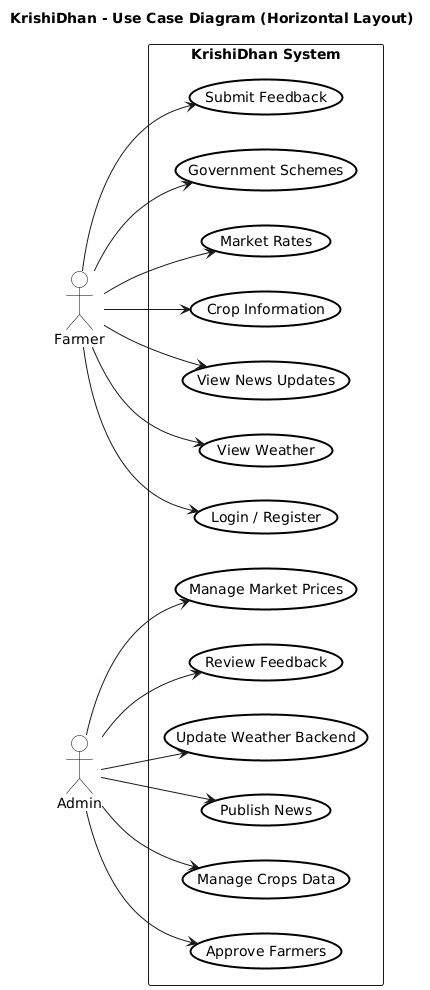 KrishiDhan - Use Case Diagram (Horizontal Layout)
KrishiDhan System
Submit Feedback
Government Schemes
Market Rates
Crop Information
Farmer
View News Updates
View Weather
Login / Register
Manage Market Prices
Review Feedback
Update Weather Backend
Admin
Publish News
Manage Crops Data
Approve Farmers